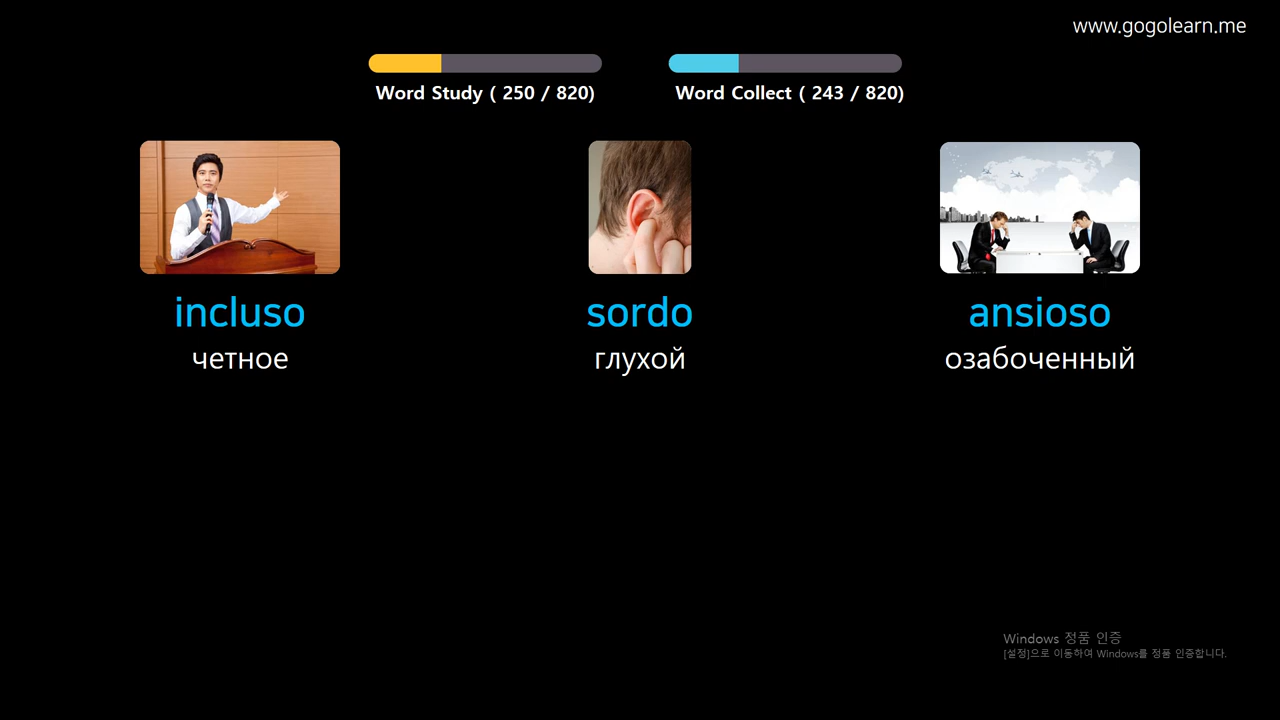 www.gogolearn.me
Word Study ( 250 / 820)
Word Collect ( 243 / 820)
incluso
четное
sordo
глухой
ansioso
озабоченный
Windows 정품 인증
[설정]으로 이동하여 Windows를 정품 인증합니다.